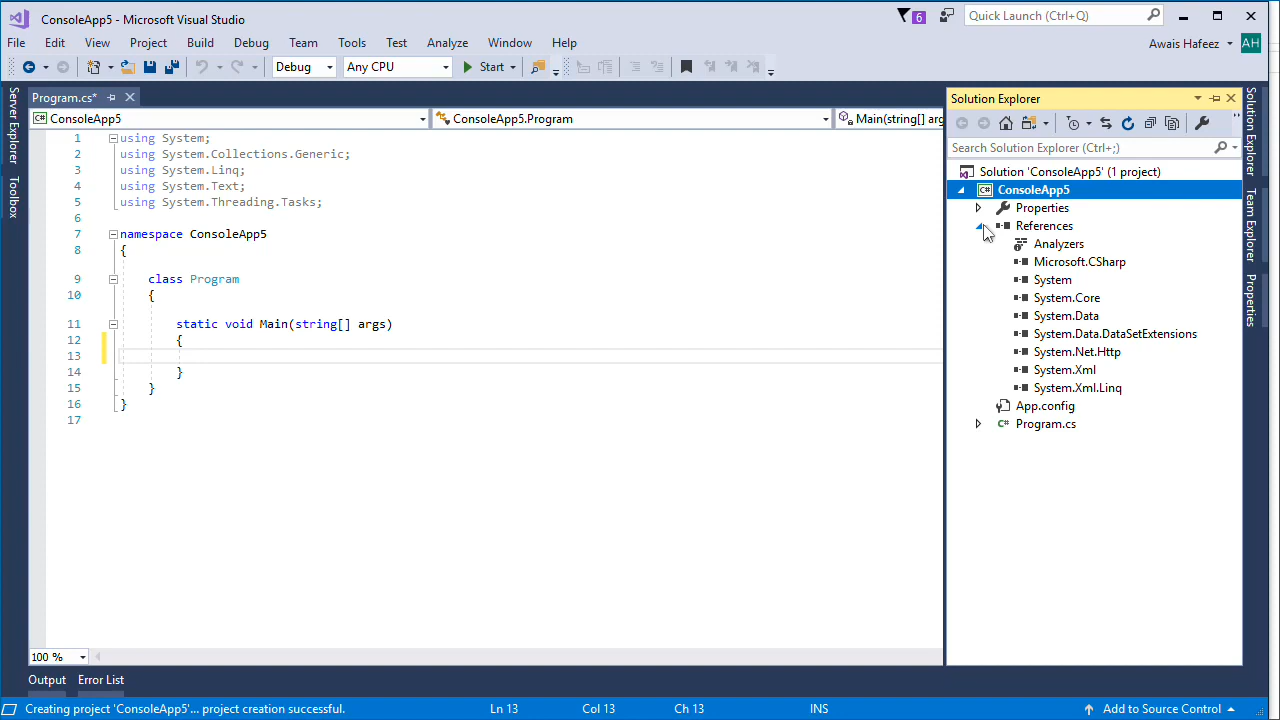 ConsoleApp5 - Microsoft Visual Studio
6
Quick Launch (Ctrl+Q)
File Edit View Project Build Debug Team Tools Test Analyze Window Help
Awais Hafeez AH
Debug Any CPU Start
Server Explorer
Toolbox
Program.cs*
C# ConsoleApp5 ConsoleApp5.Program Main(string[] arg
1 using System;
2 using System.Collections.Generic;
3 using System.Linq;
4 using System.Text;
5 using System.Threading.Tasks;
6
7 namespace ConsoleApp5
8 {
9 class Program
10 {
11 static void Main(string[] args)
12 {
13
14 }
15 }
16 }
17
100 %
Solution Explorer
Search Solution Explorer (Ctrl+;)
Solution 'ConsoleApp5' (1 project)
C# ConsoleApp5
Properties
References
Analyzers
Microsoft.CSharp
System
System.Core
System.Data
System.Data.DataSetExtensions
System.Net.Http
System.Xml
System.Xml.Linq
App.config
C# Program.cs
Solution Explorer
Team Explorer
Properties
Output Error List
Creating project 'ConsoleApp5'... project creation successful. Ln 13 Col 13 Ch 13 INS Add to Source Control